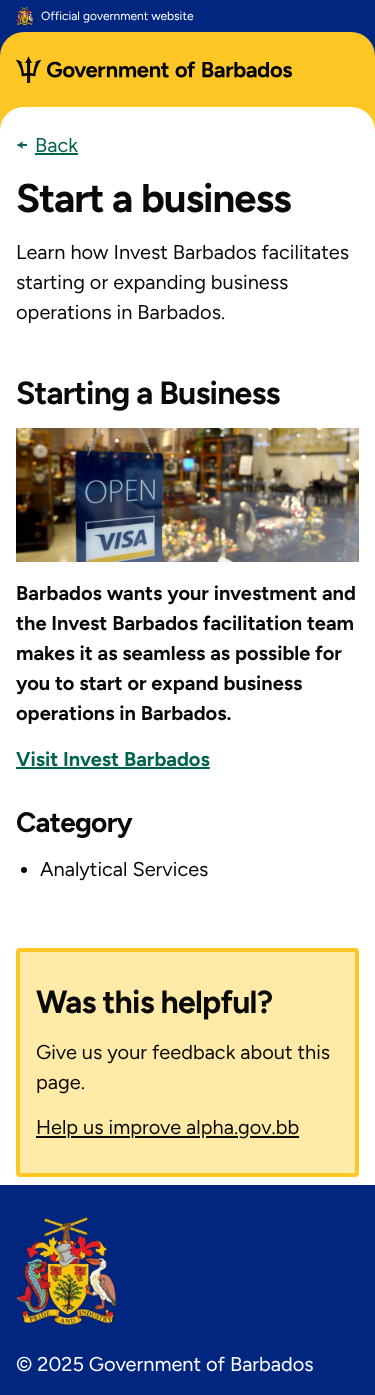 Official government website
Government of Barbados
Back
Start a business
Learn how Invest Barbados facilitates
starting or expanding business
operations in Barbados.
Starting a Business
OPEN
VISA
Barbados wants your investment and
the Invest Barbados facilitation team
makes it as seamless as possible for
you to start or expand business
operations in Barbados.
Visit Invest Barbados
Category
• Analytical Services
Was this helpful?
Give us your feedback about this
page.
Help us improve alpha.gov.bb
PRIDE AND INDUSTRY
© 2025 Government of Barbados